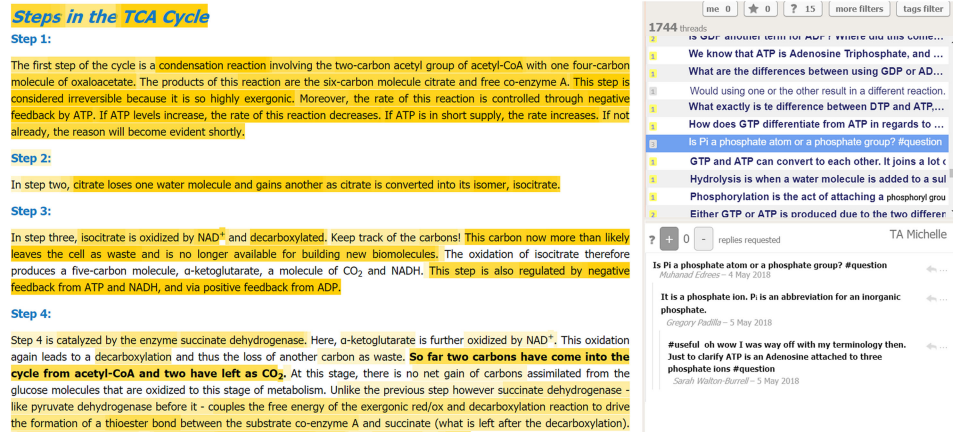 Steps in the TCA Cycle
Step 1:
The first step of the cycle is a condensation reaction involving the two-carbon acetyl group of acetyl-CoA with one four-carbon
molecule of oxaloacetate. The products of this reaction are the six-carbon molecule citrate and free co-enzyme A. This step is
considered irreversible because it is so highly exergonic. Moreover, the rate of this reaction is controlled through negative
feedback by ATP. If ATP levels increase, the rate of this reaction decreases. If ATP is in short supply, the rate increases. If not
already, the reason will become evident shortly.
Step 2:
In step two, citrate loses one water molecule and gains another as citrate is converted into its isomer, isocitrate.
Step 3:
In step three, isocitrate is oxidized by NAD⁺ and decarboxylated. Keep track of the carbons! This carbon now more than likely
leaves the cell as waste and is no longer available for building new biomolecules. The oxidation of isocitrate therefore
produces a five-carbon molecule, α-ketoglutarate, a molecule of CO₂ and NADH. This step is also regulated by negative
feedback from ATP and NADH, and via positive feedback from ADP.
Step 4:
Step 4 is catalyzed by the enzyme succinate dehydrogenase. Here, α-ketoglutarate is further oxidized by NAD⁺. This oxidation
again leads to a decarboxylation and thus the loss of another carbon as waste. So far two carbons have come into the
cycle from acetyl-CoA and two have left as CO₂. At this stage, there is no net gain of carbons assimilated from the
glucose molecules that are oxidized to this stage of metabolism. Unlike the previous step however succinate dehydrogenase -
like pyruvate dehydrogenase before it - couples the free energy of the exergonic red/ox and decarboxylation reaction to drive
the formation of a thioester bond between the substrate co-enzyme A and succinate (what is left after the decarboxylation).
me 0 ★ 0 ? 15 more filters tags filter
1744 threads
2 Is GDP another term for ADP? Where did this come...
1 We know that ATP is Adenosine Triphosphate, and ...
1 What are the differences between using GDP or AD...
1 Would using one or the other result in a different reaction.
1 What exactly is te difference between DTP and ATP,...
1 How does GTP differentiate from ATP in regards to ...
3 Is Pi a phosphate atom or a phosphate group? #question
1 GTP and ATP can convert to each other. It joins a lot c
1 Hydrolysis is when a water molecule is added to a sul
1 Phosphorylation is the act of attaching a phosphoryl grou
2 Either GTP or ATP is produced due to the two differen
? + 0 - replies requested TA Michelle
Is Pi a phosphate atom or a phosphate group? #question
Muhanad Edrees – 4 May 2018
It is a phosphate ion. Pi is an abbreviation for an inorganic
phosphate.
Gregory Padilla – 5 May 2018
#useful oh wow I was way off with my terminology then.
Just to clarify ATP is an Adenosine attached to three
phosphate ions #question
Sarah Walton-Burrell – 5 May 2018